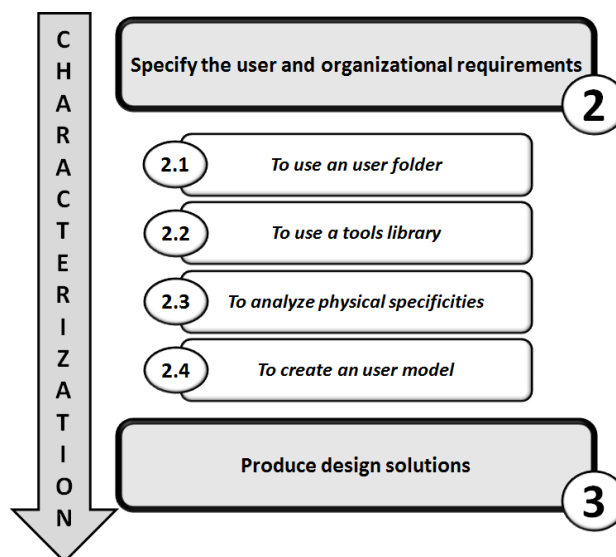 CHARACTERIZATION
Specify the user and organizational requirements
2
2.1 To use an user folder
2.2 To use a tools library
2.3 To analyze physical specificities
2.4 To create an user model
Produce design solutions
3